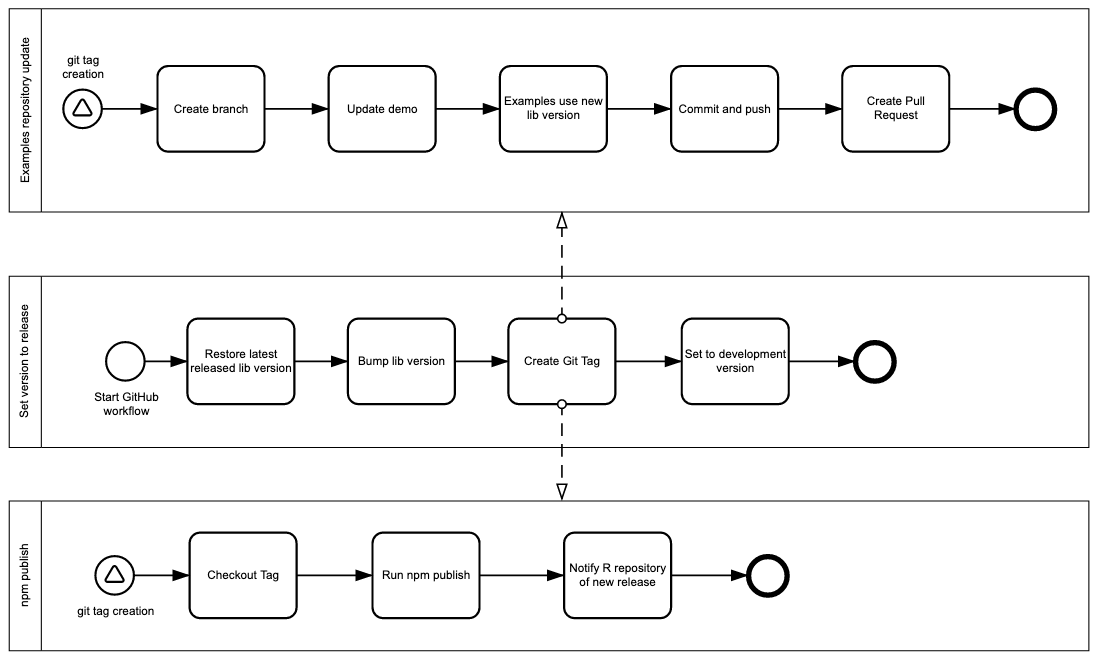 Examples repository update
git tag
creation
Create branch
Update demo
Examples use new
lib version
Commit and push
Create Pull
Request
Set version to release
Start GitHub
workflow
Restore latest
released lib version
Bump lib version
Create Git Tag
Set to development
version
npm publish
git tag creation
Checkout Tag
Run npm publish
Notify R repository
of new release